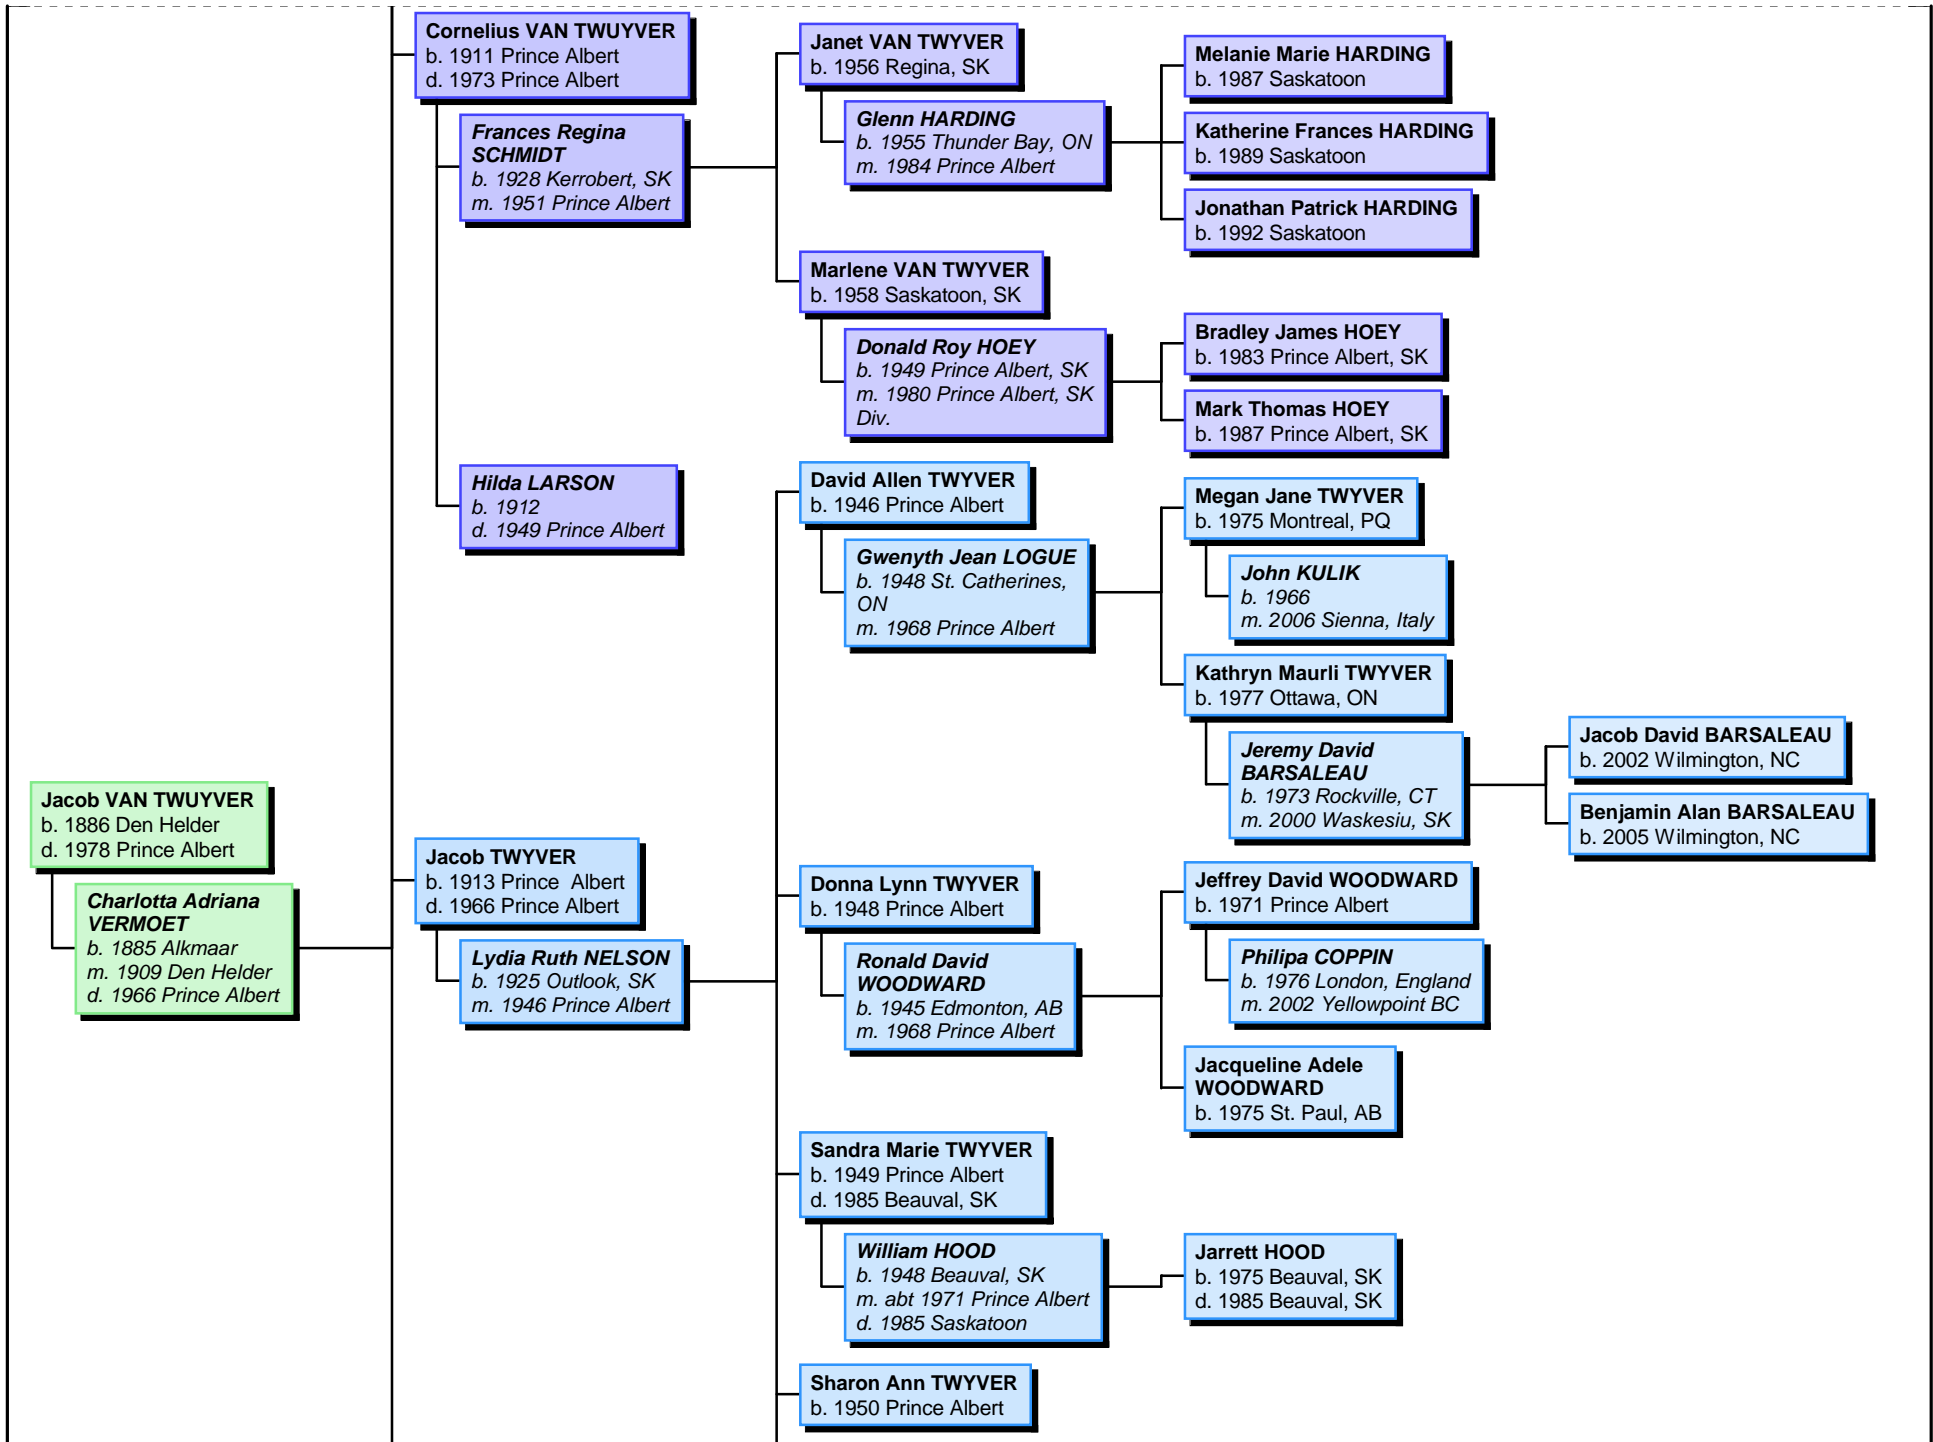 Cornelius VAN TWUYVER
b. 1911 Prince Albert
d. 1973 Prince Albert
Frances Regina
SCHMIDT
b. 1928 Kerrobert, SK
m. 1951 Prince Albert
Janet VAN TWYVER
b. 1956 Regina, SK
Glenn HARDING
b. 1955 Thunder Bay, ON
m. 1984 Prince Albert
Melanie Marie HARDING
b. 1987 Saskatoon
Katherine Frances HARDING
b. 1989 Saskatoon
Jonathan Patrick HARDING
b. 1992 Saskatoon
Marlene VAN TWYVER
b. 1958 Saskatoon, SK
Donald Roy HOEY
b. 1949 Prince Albert, SK
m. 1980 Prince Albert, SK
Div.
Bradley James HOEY
b. 1983 Prince Albert, SK
Mark Thomas HOEY
b. 1987 Prince Albert, SK
Hilda LARSON
b. 1912
d. 1949 Prince Albert
Jacob VAN TWUYVER
b. 1886 Den Helder
d. 1978 Prince Albert
Charlotta Adriana
VERMOET
b. 1885 Alkmaar
m. 1909 Den Helder
d. 1966 Prince Albert
Jacob TWYVER
b. 1913 Prince  Albert
d. 1966 Prince Albert
Lydia Ruth NELSON
b. 1925 Outlook, SK
m. 1946 Prince Albert
David Allen TWYVER
b. 1946 Prince Albert
Gwenyth Jean LOGUE
b. 1948 St. Catherines,
ON
m. 1968 Prince Albert
Megan Jane TWYVER
b. 1975 Montreal, PQ
John KULIK
b. 1966
m. 2006 Sienna, Italy
Kathryn Maurli TWYVER
b. 1977 Ottawa, ON
Jeremy David
BARSALEAU
b. 1973 Rockville, CT
m. 2000 Waskesiu, SK
Jacob David BARSALEAU
b. 2002 Wilmington, NC
Benjamin Alan BARSALEAU
b. 2005 Wilmington, NC
Donna Lynn TWYVER
b. 1948 Prince Albert
Ronald David
WOODWARD
b. 1945 Edmonton, AB
m. 1968 Prince Albert
Jeffrey David WOODWARD
b. 1971 Prince Albert
Philipa COPPIN
b. 1976 London, England
m. 2002 Yellowpoint BC
Jacqueline Adele
WOODWARD
b. 1975 St. Paul, AB
Sandra Marie TWYVER
b. 1949 Prince Albert
d. 1985 Beauval, SK
William HOOD
b. 1948 Beauval, SK
m. abt 1971 Prince Albert
d. 1985 Saskatoon
Jarrett HOOD
b. 1975 Beauval, SK
d. 1985 Beauval, SK
Sharon Ann TWYVER
b. 1950 Prince Albert